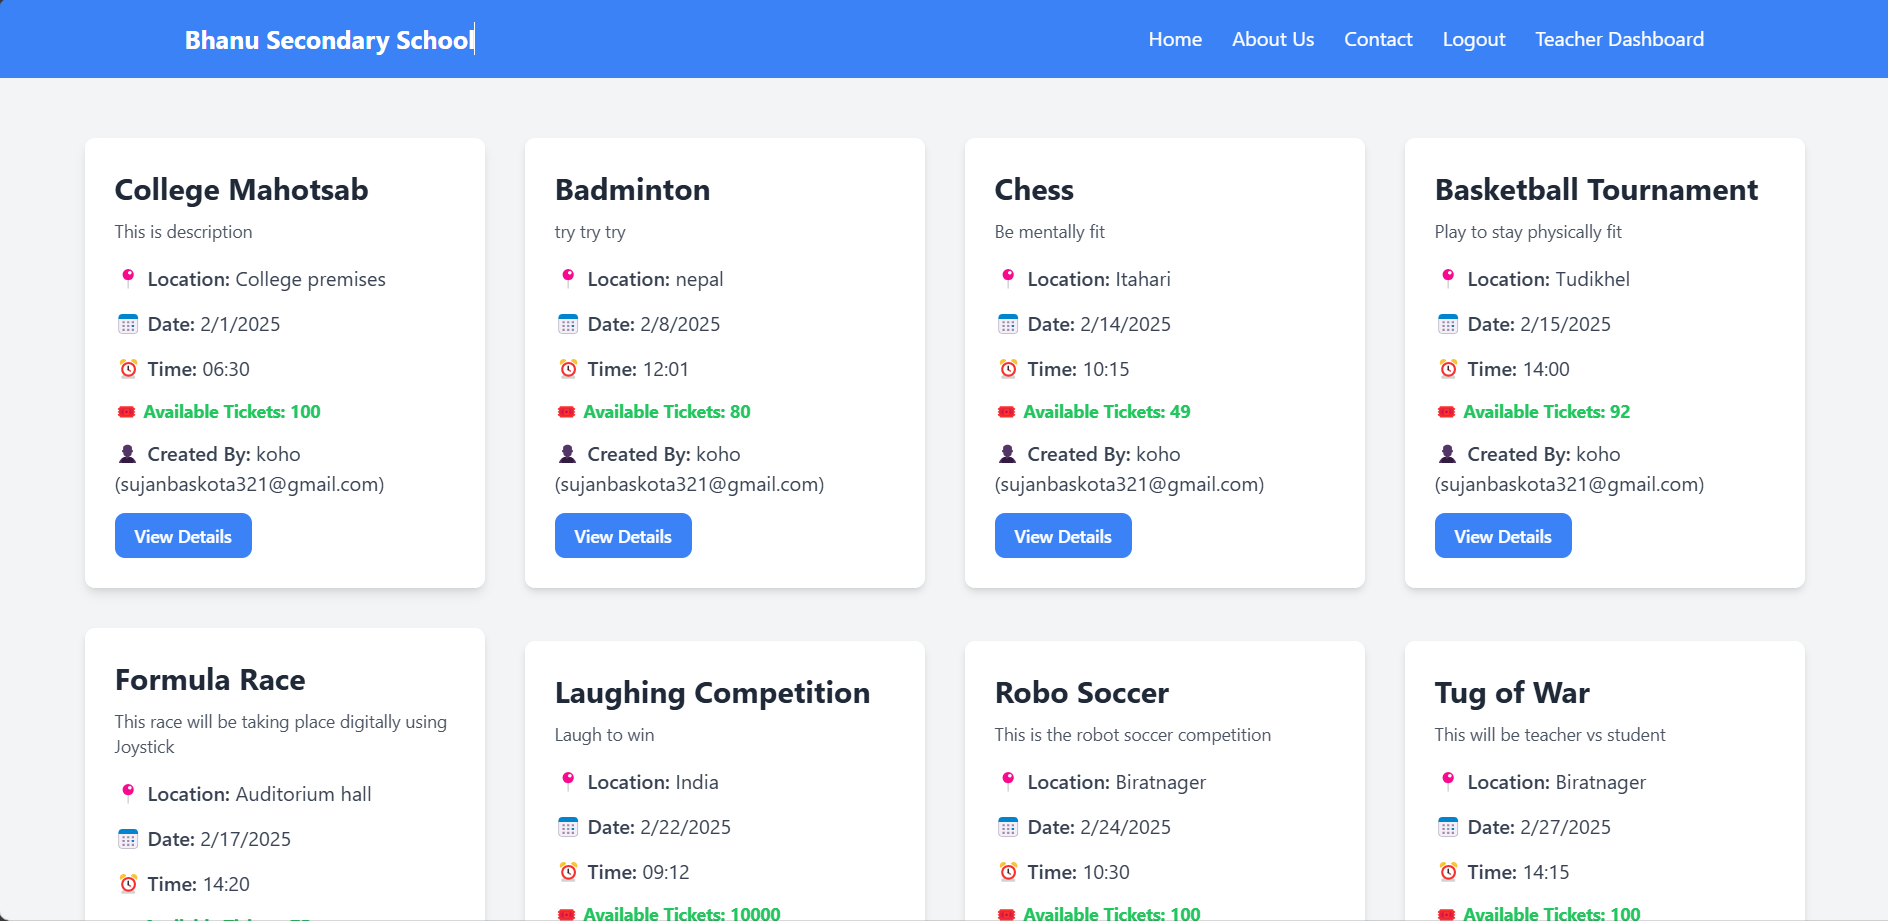 Bhanu Secondary School
Home
About Us
Contact
Logout
Teacher Dashboard
College Mahotsab
This is description
Location: College premises
Date: 2/1/2025
Time: 06:30
Available Tickets: 100
Created By: koho
(sujanbaskota321@gmail.com)
View Details
Badminton
try try try
Location: nepal
Date: 2/8/2025
Time: 12:01
Available Tickets: 80
Created By: koho
(sujanbaskota321@gmail.com)
View Details
Chess
Be mentally fit
Location: Itahari
Date: 2/14/2025
Time: 10:15
Available Tickets: 49
Created By: koho
(sujanbaskota321@gmail.com)
View Details
Basketball Tournament
Play to stay physically fit
Location: Tudikhel
Date: 2/15/2025
Time: 14:00
Available Tickets: 92
Created By: koho
(sujanbaskota321@gmail.com)
View Details
Formula Race
This race will be taking place digitally using
Joystick
Location: Auditorium hall
Date: 2/17/2025
Time: 14:20
Laughing Competition
Laugh to win
Location: India
Date: 2/22/2025
Time: 09:12
Available Tickets: 10000
Robo Soccer
This is the robot soccer competition
Location: Biratnager
Date: 2/24/2025
Time: 10:30
Available Tickets: 100
Tug of War
This will be teacher vs student
Location: Biratnager
Date: 2/27/2025
Time: 14:15
Available Tickets: 100